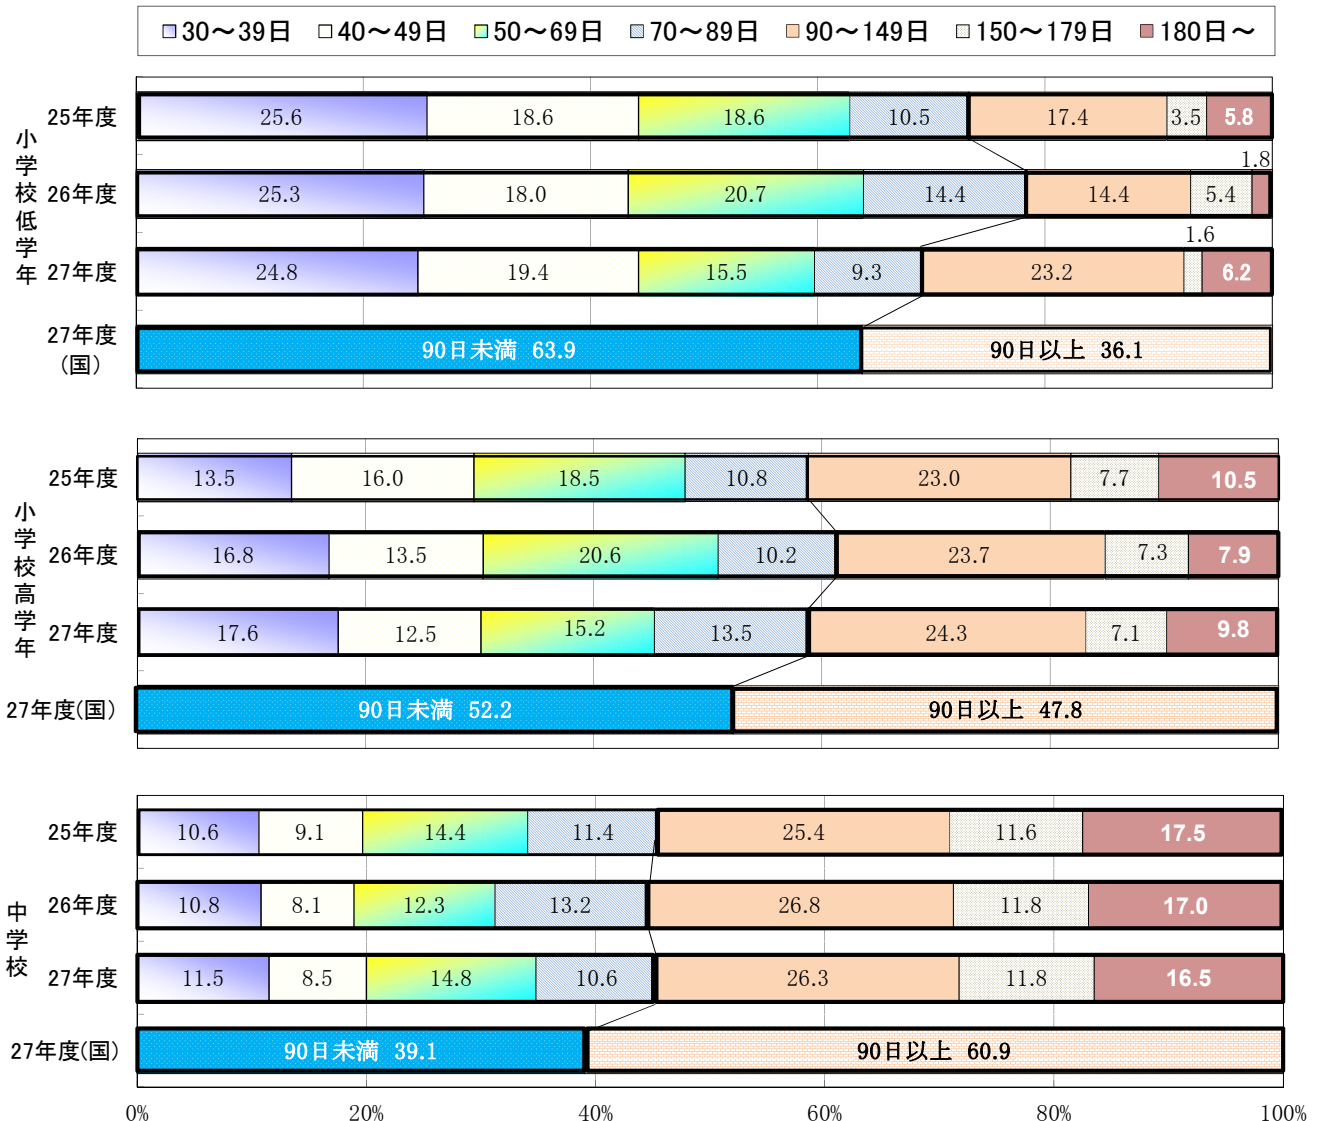 30～39日 40～49日 50～69日 70～89日 90～149日 150～179日 180日～
小学校低学年
25年度 25.6 18.6 18.6 10.5 17.4 3.5 5.8
1.8
26年度 25.3 18.0 20.7 14.4 14.4 5.4
1.6
27年度 24.8 19.4 15.5 9.3 23.2 6.2
27年度 90日未満 63.9 90日以上 36.1
(国)
小学校高学年
25年度 13.5 16.0 18.5 10.8 23.0 7.7 10.5
26年度 16.8 13.5 20.6 10.2 23.7 7.3 7.9
27年度 17.6 12.5 15.2 13.5 24.3 7.1 9.8
27年度(国) 90日未満 52.2 90日以上 47.8
中学校
25年度 10.6 9.1 14.4 11.4 25.4 11.6 17.5
26年度 10.8 8.1 12.3 13.2 26.8 11.8 17.0
27年度 11.5 8.5 14.8 10.6 26.3 11.8 16.5
27年度(国) 90日未満 39.1 90日以上 60.9
0% 20% 40% 60% 80% 100%